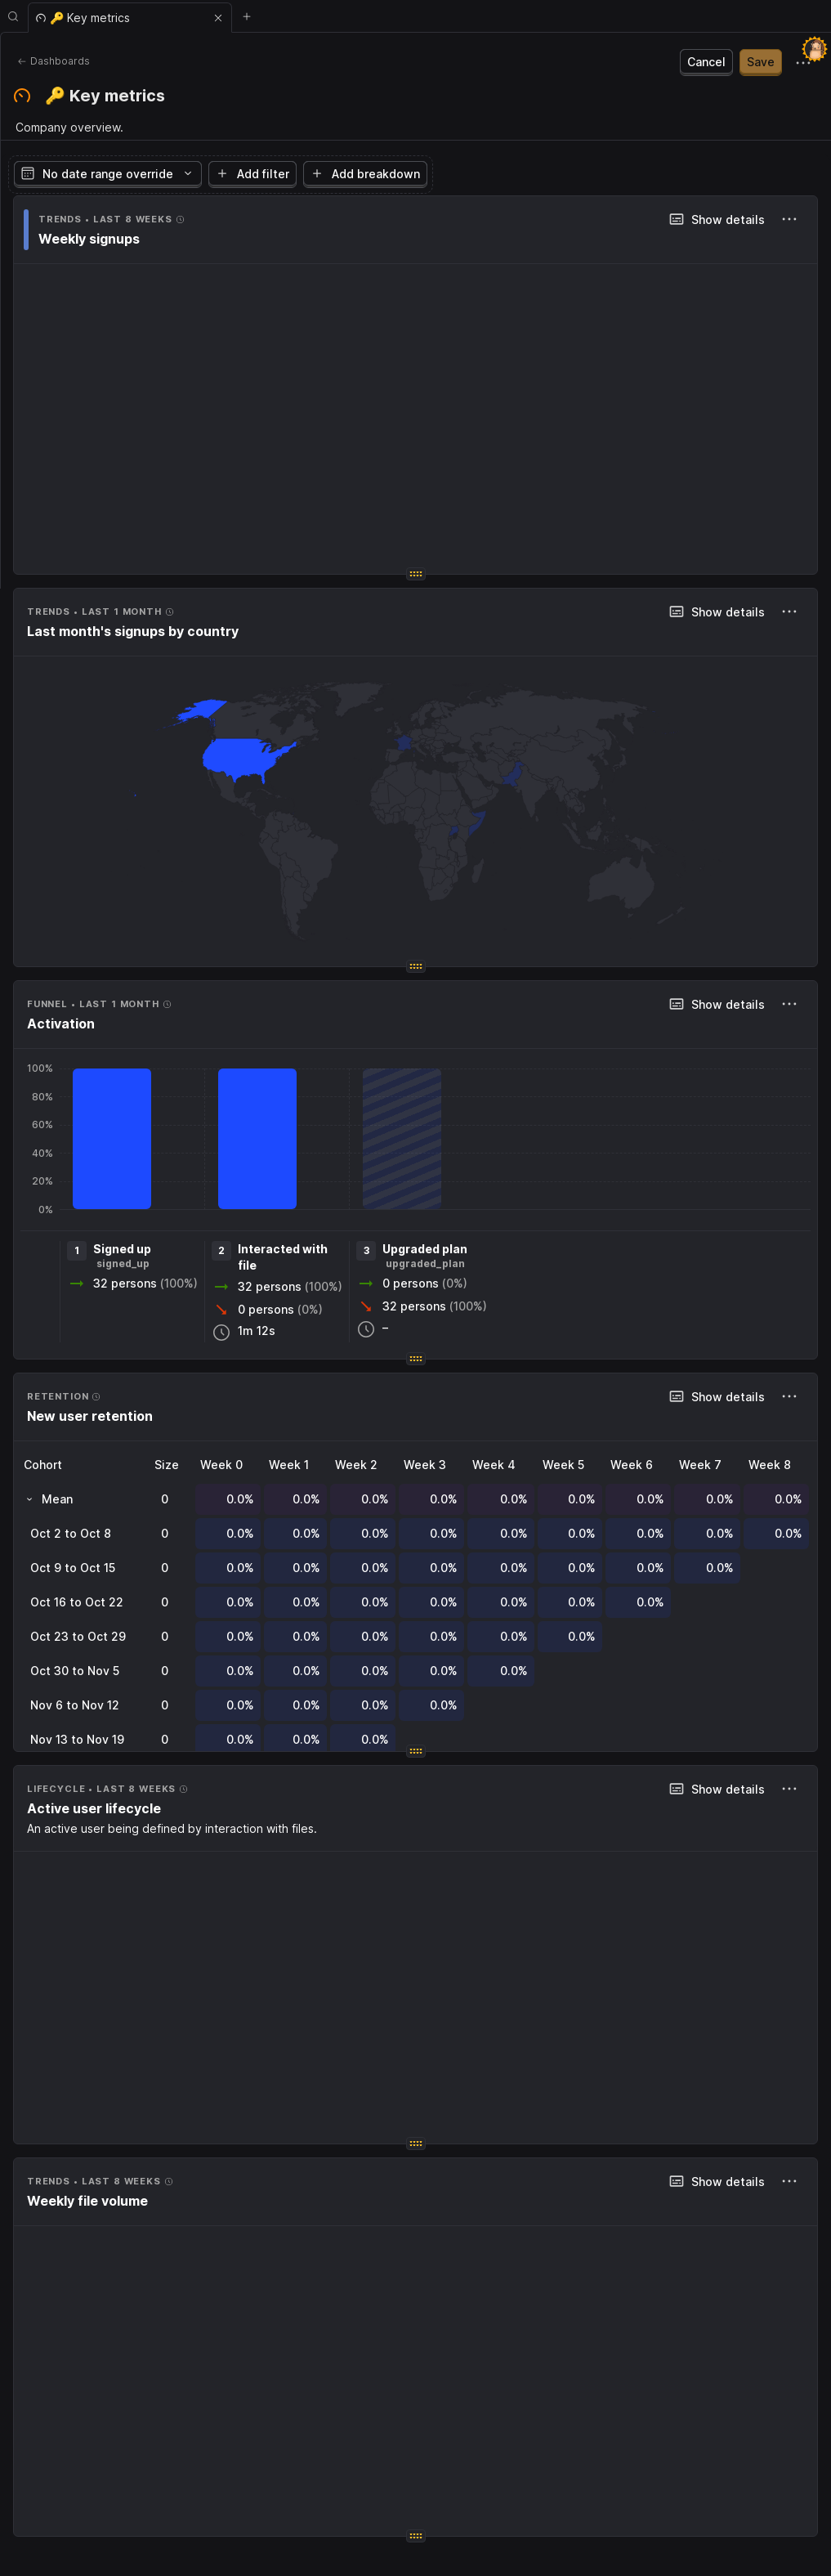 🔑 Key metrics
Dashboards
Cancel
Save
🔑 Key metrics
Company overview.
No date range override
Add filter
Add breakdown
TRENDS • LAST 8 WEEKS
Show details
Weekly signups
TRENDS • LAST 1 MONTH
Show details
Last month's signups by country
FUNNEL • LAST 1 MONTH
Show details
Activation
100%
80%
60%
40%
20%
0%
1 Signed up
signed_up
32 persons (100%)
2 Interacted with
file
32 persons (100%)
0 persons (0%)
1m 12s
3 Upgraded plan
upgraded_plan
0 persons (0%)
32 persons (100%)
–
RETENTION
Show details
New user retention
Cohort Size Week 0 Week 1 Week 2 Week 3 Week 4 Week 5 Week 6 Week 7 Week 8
Mean 0 0.0% 0.0% 0.0% 0.0% 0.0% 0.0% 0.0% 0.0% 0.0%
Oct 2 to Oct 8 0 0.0% 0.0% 0.0% 0.0% 0.0% 0.0% 0.0% 0.0% 0.0%
Oct 9 to Oct 15 0 0.0% 0.0% 0.0% 0.0% 0.0% 0.0% 0.0% 0.0%
Oct 16 to Oct 22 0 0.0% 0.0% 0.0% 0.0% 0.0% 0.0% 0.0%
Oct 23 to Oct 29 0 0.0% 0.0% 0.0% 0.0% 0.0% 0.0%
Oct 30 to Nov 5 0 0.0% 0.0% 0.0% 0.0% 0.0%
Nov 6 to Nov 12 0 0.0% 0.0% 0.0% 0.0%
Nov 13 to Nov 19 0 0.0% 0.0% 0.0%
LIFECYCLE • LAST 8 WEEKS
Show details
Active user lifecycle
An active user being defined by interaction with files.
TRENDS • LAST 8 WEEKS
Show details
Weekly file volume